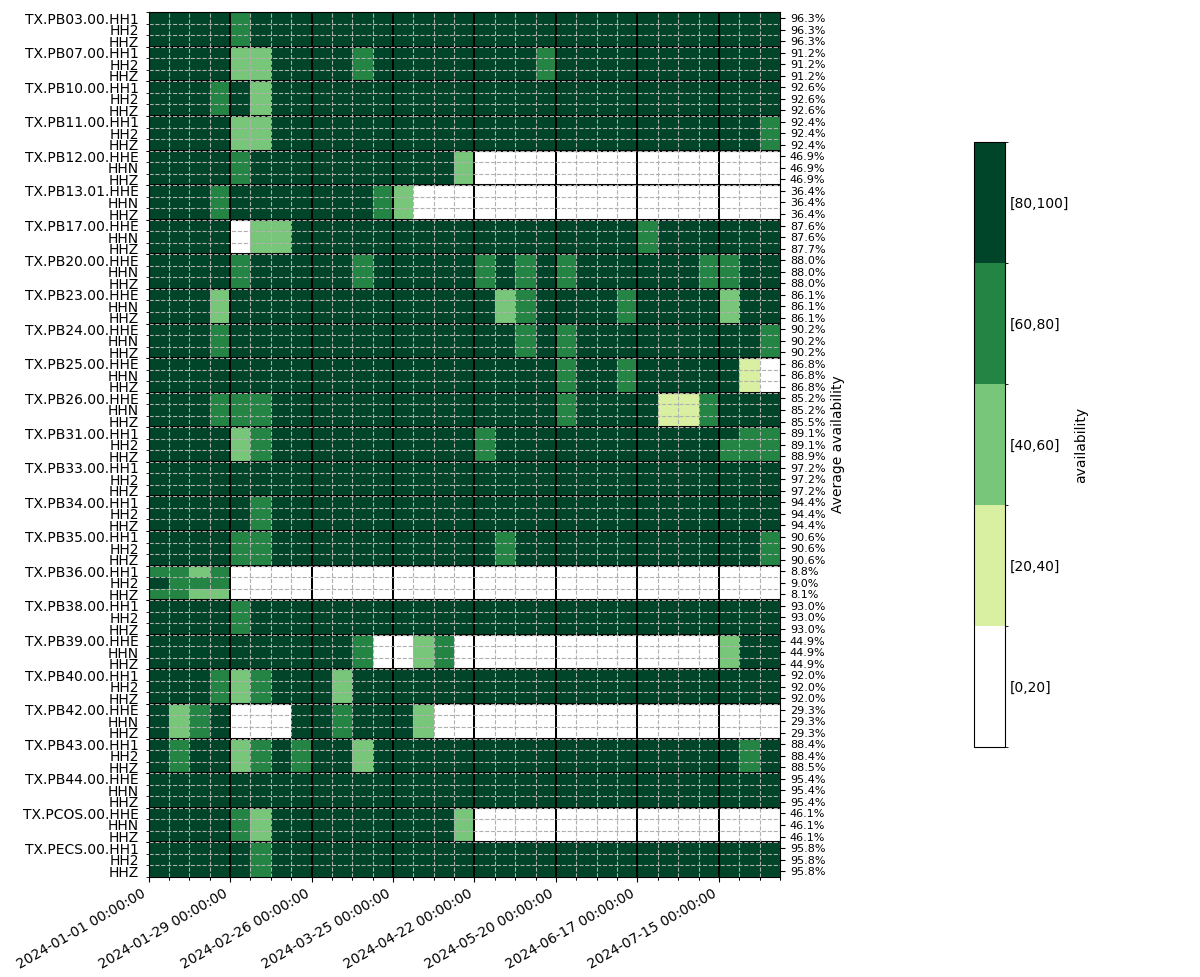 TX.PB03.00.HH1 96.3%
HH2 96.3%
HHZ 96.3%
TX.PB07.00.HH1 91.2%
HH2 91.2%
HHZ 91.2%
TX.PB10.00.HH1 92.6%
HH2 92.6%
HHZ 92.6%
TX.PB11.00.HH1 92.4%
HH2 92.4%
HHZ 92.4%
TX.PB12.00.HHE 46.9%
HHN 46.9%
HHZ 46.9%
TX.PB13.01.HHE 36.4%
HHN 36.4%
HHZ 36.4%
TX.PB17.00.HHE 87.6%
HHN 87.6%
HHZ 87.7%
TX.PB20.00.HHE 88.0%
HHN 88.0%
HHZ 88.0%
TX.PB23.00.HHE 86.1%
HHN 86.1%
HHZ 86.1%
TX.PB24.00.HHE 90.2%
HHN 90.2%
HHZ 90.2%
TX.PB25.00.HHE 86.8%
HHN 86.8%
HHZ 86.8%
TX.PB26.00.HHE 85.2%
HHN 85.2%
HHZ 85.5%
TX.PB31.00.HH1 89.1%
HH2 89.1%
HHZ 88.9%
TX.PB33.00.HH1 97.2%
HH2 97.2%
HHZ 97.2%
TX.PB34.00.HH1 94.4%
HH2 94.4%
HHZ 94.4%
TX.PB35.00.HH1 90.6%
HH2 90.6%
HHZ 90.6%
TX.PB36.00.HH1 8.8%
HH2 9.0%
HHZ 8.1%
TX.PB38.00.HH1 93.0%
HH2 93.0%
HHZ 93.0%
TX.PB39.00.HHE 44.9%
HHN 44.9%
HHZ 44.9%
TX.PB40.00.HH1 92.0%
HH2 92.0%
HHZ 92.0%
TX.PB42.00.HHE 29.3%
HHN 29.3%
HHZ 29.3%
TX.PB43.00.HH1 88.4%
HH2 88.4%
HHZ 88.5%
TX.PB44.00.HHE 95.4%
HHN 95.4%
HHZ 95.4%
TX.PCOS.00.HHE 46.1%
HHN 46.1%
HHZ 46.1%
TX.PECS.00.HH1 95.8%
HH2 95.8%
HHZ 95.8%
2024-01-01 00:00:00
2024-01-29 00:00:00
2024-02-26 00:00:00
2024-03-25 00:00:00
2024-04-22 00:00:00
2024-05-20 00:00:00
2024-06-17 00:00:00
2024-07-15 00:00:00
Average availability
[80,100]
[60,80]
[40,60]
[20,40]
[0,20]
availability